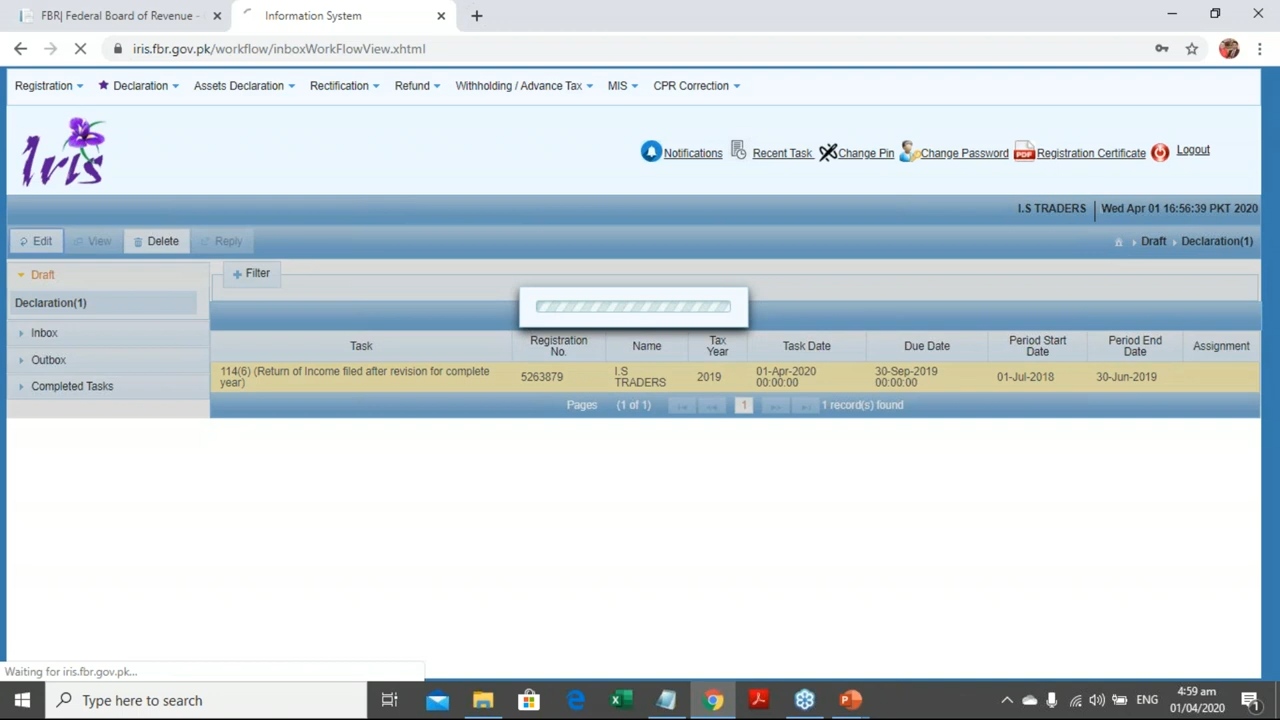 FBR| Federal Board of Revenue -
Information System
iris.fbr.gov.pk/workflow/inboxWorkFlowView.xhtml
Registration
Declaration
Assets Declaration
Rectification
Refund
Withholding / Advance Tax
MIS
CPR Correction
Iris
Notifications
Recent Task
Change Pin
Change Password
PDF
Registration Certificate
Logout
I.S TRADERS
Wed Apr 01 16:56:39 PKT 2020
Edit
View
Delete
Reply
Draft
Declaration(1)
Draft
Declaration(1)
Inbox
Outbox
Completed Tasks
Filter
Task
Registration
No.
Name
Tax
Year
Task Date
Due Date
Period Start
Date
Period End
Date
Assignment
114(6) (Return of Income filed after revision for complete
year)
5263879
I.S
TRADERS
2019
01-Apr-2020
00:00:00
30-Sep-2019
00:00:00
01-Jul-2018
30-Jun-2019
Pages
(1 of 1)
1
1 record(s) found
Waiting for iris.fbr.gov.pk...
Type here to search
ENG
4:59 am
01/04/2020
1